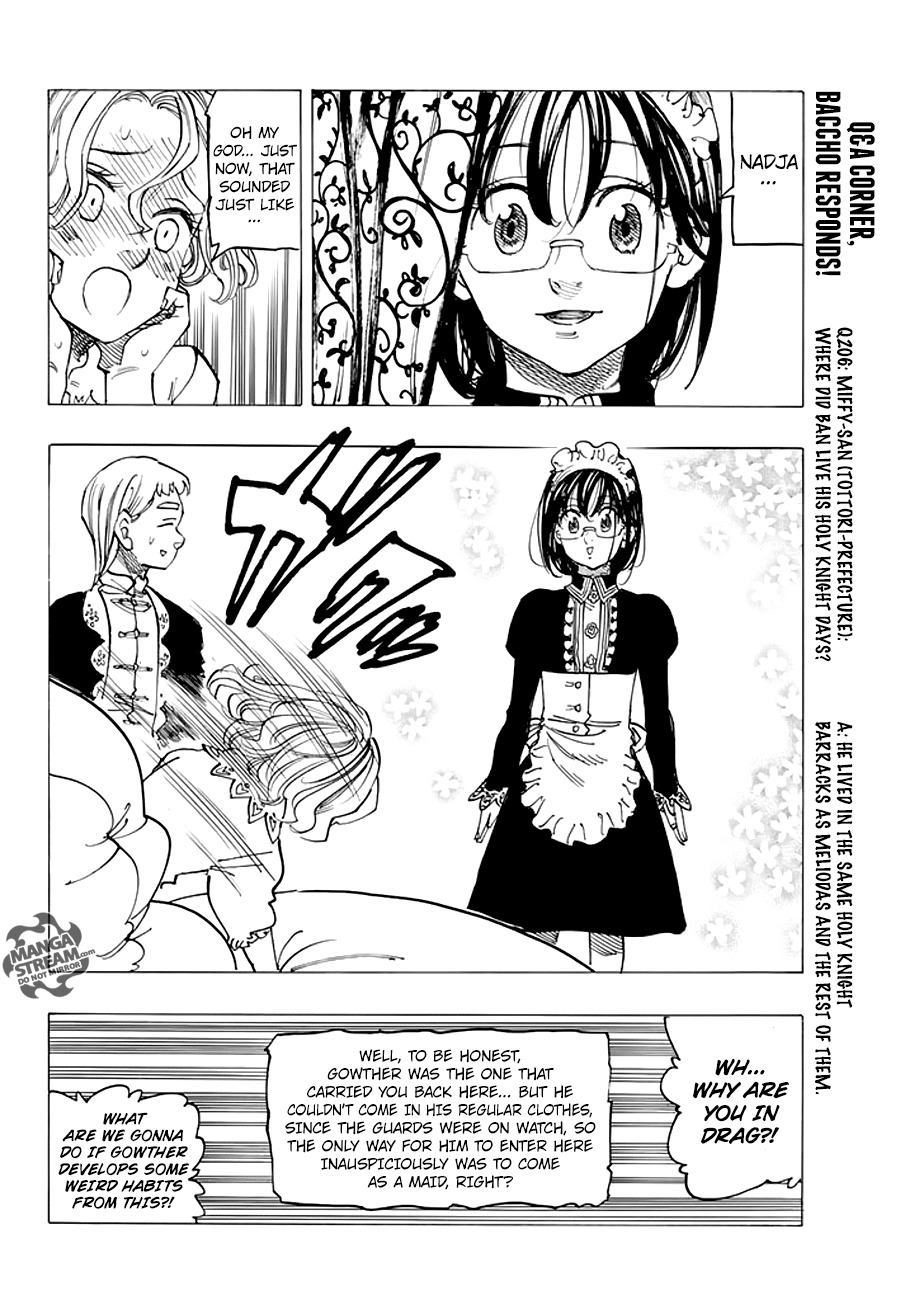 Q&A CORNER,
BACCHO RESPONDS!
Q206: MIFFY-SAN (TOTTORI-PREFECTURE):
WHERE DID BAN LIVE HIS HOLY KNIGHT DAYS?
A: HE LIVED IN THE SAME HOLY KNIGHT
BARRACKS AS MELIODAS AND THE REST OF THEM.
NADJA
...
OH MY
GOD... JUST
NOW, THAT
SOUNDED
JUST LIKE
...
WH...
WHY ARE
YOU IN
DRAG?!
WELL, TO BE HONEST,
GOWTHER WAS THE ONE THAT
CARRIED YOU BACK HERE... BUT HE
COULDN'T COME IN HIS REGULAR CLOTHES,
SINCE THE GUARDS WERE ON WATCH, SO
THE ONLY WAY FOR HIM TO ENTER HERE
INAUSPICIOUSLY WAS TO COME
AS A MAID, RIGHT?
WHAT
ARE WE GONNA
DO IF GOWTHER
DEVELOPS SOME
WEIRD HABITS
FROM THIS?!
MANGA
STREAM.com
DO NOT MIRROR